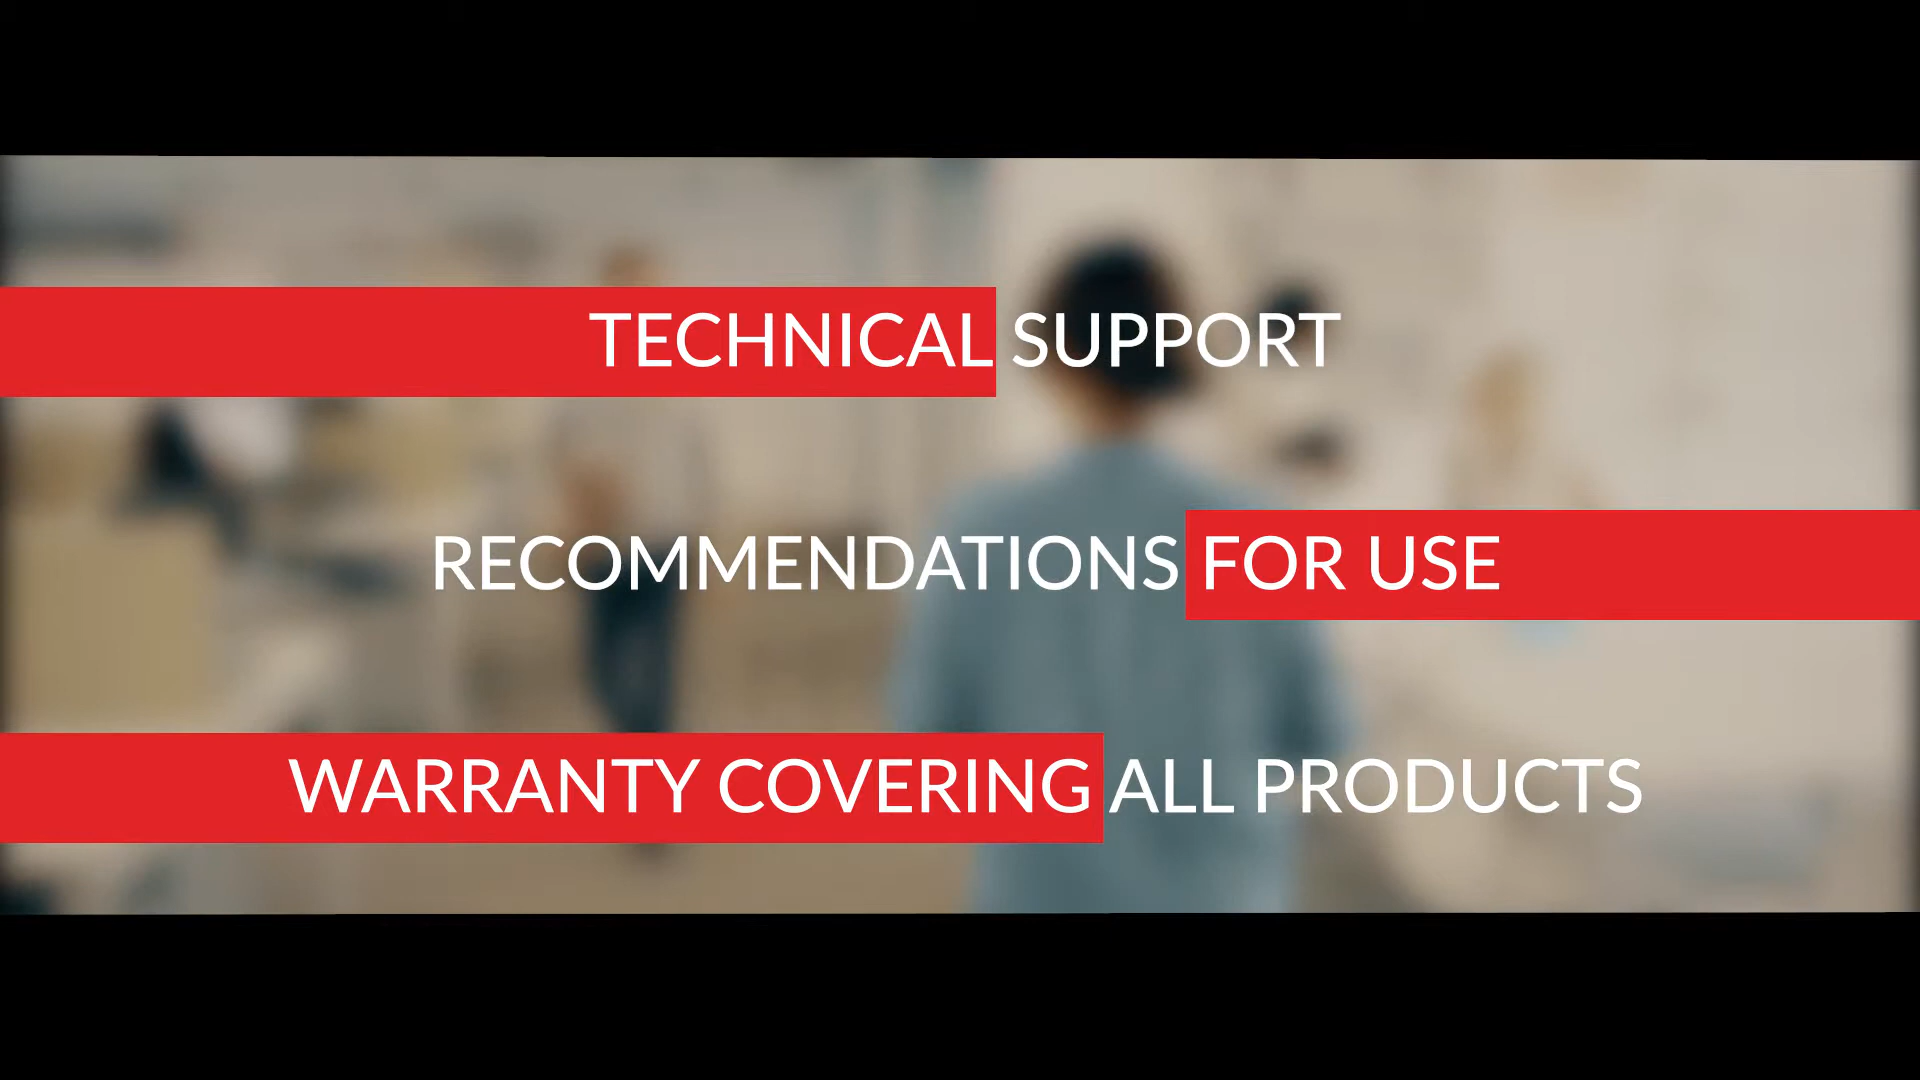 TECHNICAL SUPPORT
RECOMMENDATIONS FOR USE
WARRANTY COVERING ALL PRODUCTS